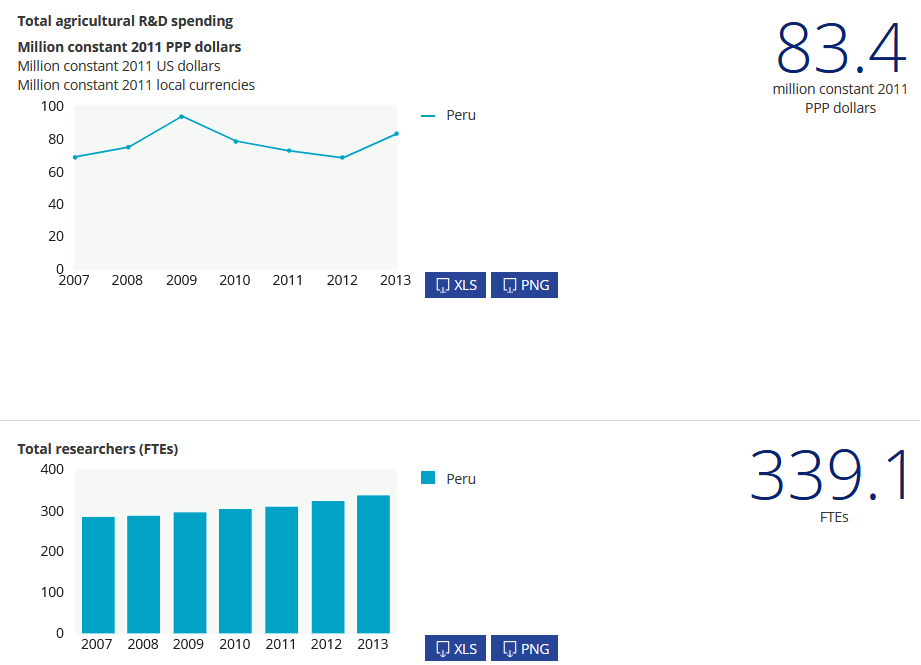 Total agricultural R&D spending
Million constant 2011 PPP dollars
Million constant 2011 US dollars
Million constant 2011 local currencies
83.4
million constant 2011
PPP dollars
100
80
60
40
20
0
2007 2008 2009 2010 2011 2012 2013
Peru
XLS PNG
Total researchers (FTEs)
339.1
FTEs
400
300
200
100
0
2007 2008 2009 2010 2011 2012 2013
Peru
XLS PNG